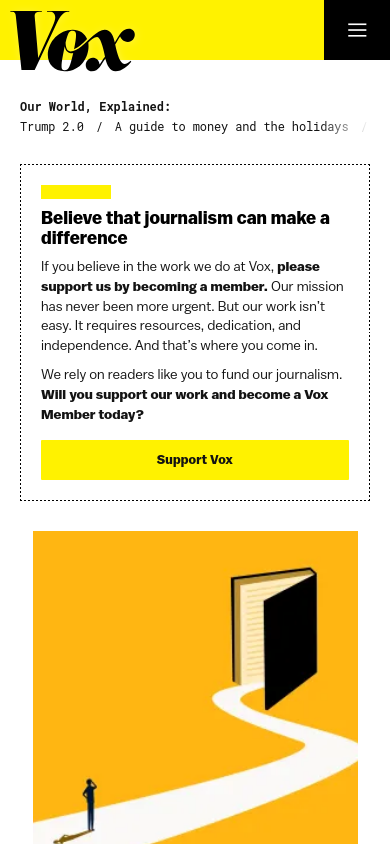 Vox
Our World, Explained:
Trump 2.0 / A guide to money and the holidays /
Believe that journalism can make a
difference
If you believe in the work we do at Vox, please
support us by becoming a member. Our mission
has never been more urgent. But our work isn’t
easy. It requires resources, dedication, and
independence. And that’s where you come in.
We rely on readers like you to fund our journalism.
Will you support our work and become a Vox
Member today?
Support Vox